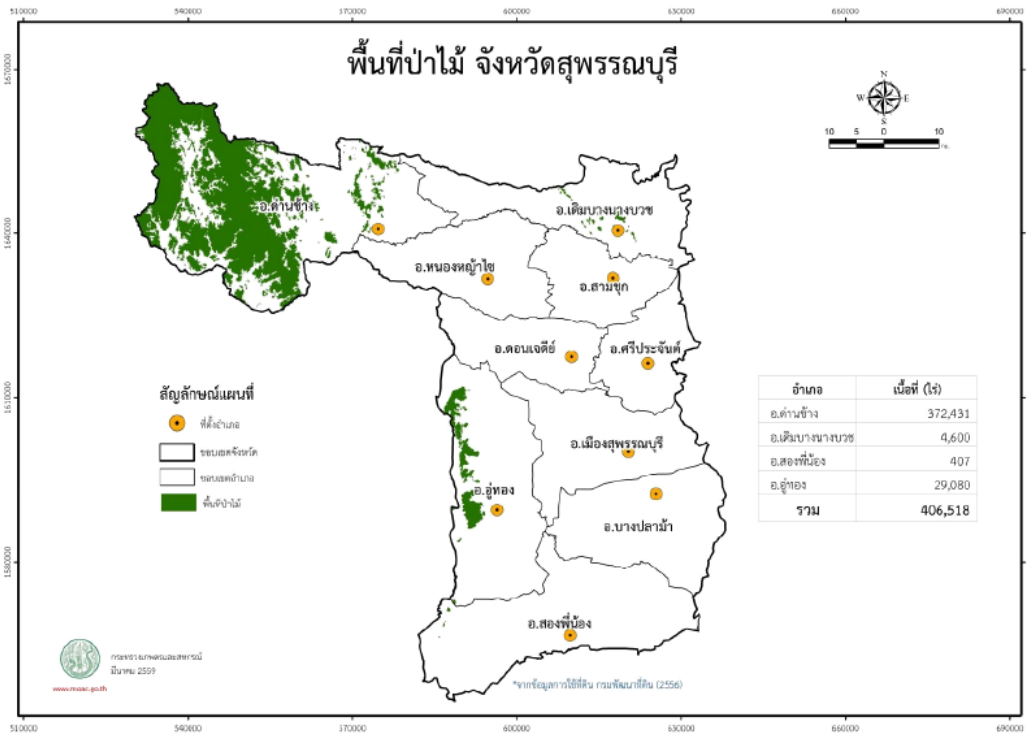 510000 540000 570000 600000 630000 660000 690000
พื้นที่ป่าไม้ จังหวัดสุพรรณบุรี
1670000
N
W E
S
10 5 0 10
กม.
อ.ด่านช้าง
อ.เดิมบางนางบวช
1640000 1640000
อ.หนองหญ้าไซ
อ.สามชุก
อ.ดอนเจดีย์
อ.ศรีประจันต์
สัญลักษณ์แผนที่
ที่ตั้งอำเภอ
ขอบเขตจังหวัด
ขอบเขตอำเภอ
พื้นที่ป่าไม้
1610000 1610000
อำเภอ เนื้อที่ (ไร่)
อ.ด่านช้าง 372,431
อ.เดิมบางนางบวช 4,600
อ.สองพี่น้อง 407
อ.อู่ทอง 29,080
รวม 406,518
อ.เมืองสุพรรณบุรี
อ.อู่ทอง
อ.บางปลาม้า
1580000 1580000
อ.สองพี่น้อง
กระทรวงเกษตรและสหกรณ์
มีนาคม 2559
www.moac.go.th
*จากข้อมูลการใช้ที่ดิน กรมพัฒนาที่ดิน (2556)
510000 540000 570000 600000 630000 660000 690000